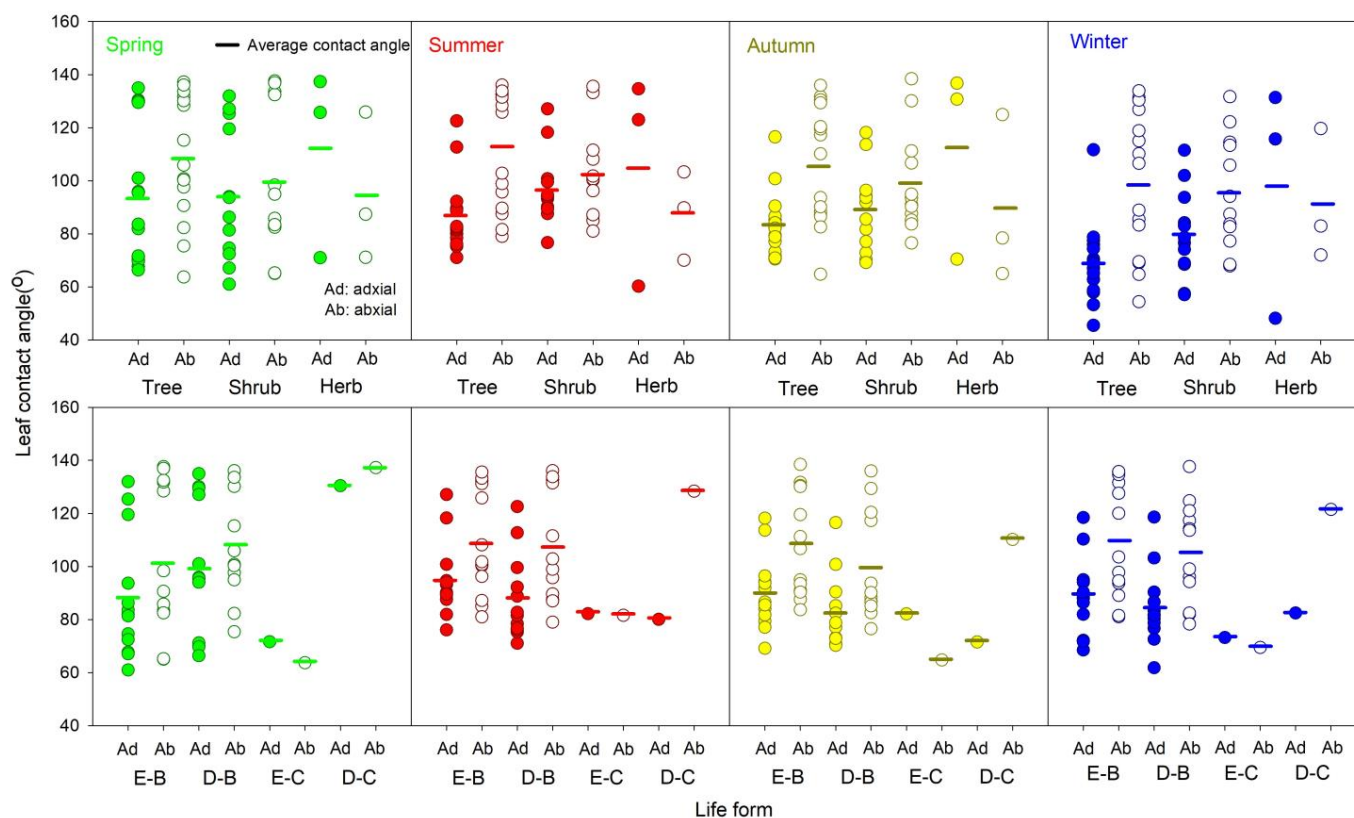 160
140
120
100
80
60
40
Spring
Average contact angle
Ad: adxial
Ab: abxial
Summer
Autumn
Winter
Ad Ab Ad Ab Ad Ab
Tree Shrub Herb
Ad Ab Ad Ab Ad Ab
Tree Shrub Herb
Ad Ab Ad Ab Ad Ab
Tree Shrub Herb
Ad Ab Ad Ab Ad Ab
Tree Shrub Herb
Leaf contact angle(º)
160
140
120
100
80
60
40
Ad Ab Ad Ab Ad Ab Ad Ab
E-B D-B E-C D-C
Ad Ab Ad Ab Ad Ab Ad Ab
E-B D-B E-C D-C
Ad Ab Ad Ab Ad Ab Ad Ab
E-B D-B E-C D-C
Ad Ab Ad Ab Ad Ab Ad Ab
E-B D-B E-C D-C
Life form